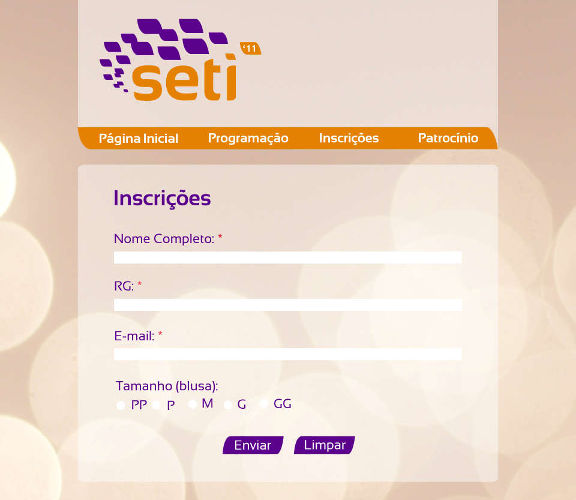 seti '11
Página Inicial Programação Inscrições Patrocínio
Inscrições
Nome Completo: *
RG: *
E-mail: *
Tamanho (blusa):
PP P M G GG
Enviar Limpar